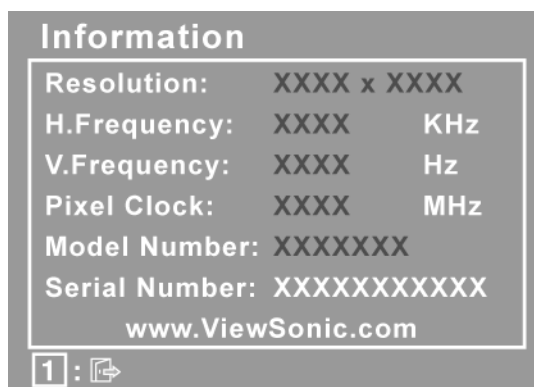 Information
Resolution: XXXX x XXXX
H.Frequency: XXXX KHz
V.Frequency: XXXX Hz
Pixel Clock: XXXX MHz
Model Number: XXXXXXX
Serial Number: XXXXXXXXXXX
www.ViewSonic.com
1 :